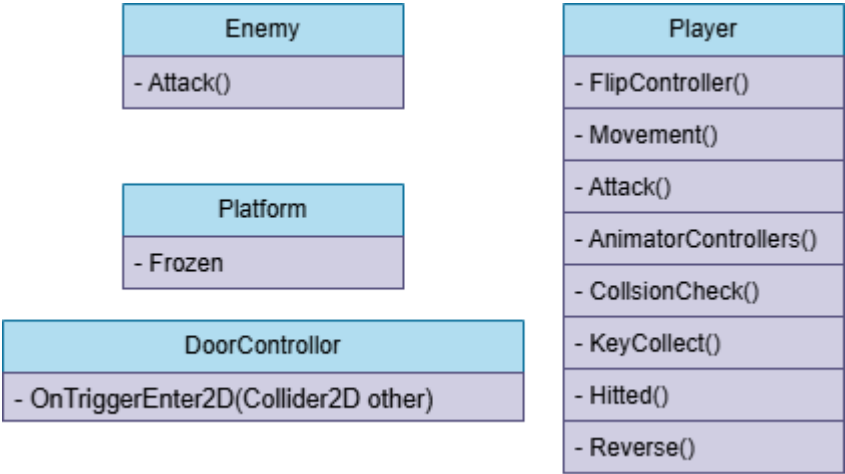 Enemy
- Attack()
Platform
- Frozen
DoorControllor
- OnTriggerEnter2D(Collider2D other)
Player
- FlipController()
- Movement()
- Attack()
- AnimatorControllers()
- CollsionCheck()
- KeyCollect()
- Hitted()
- Reverse()